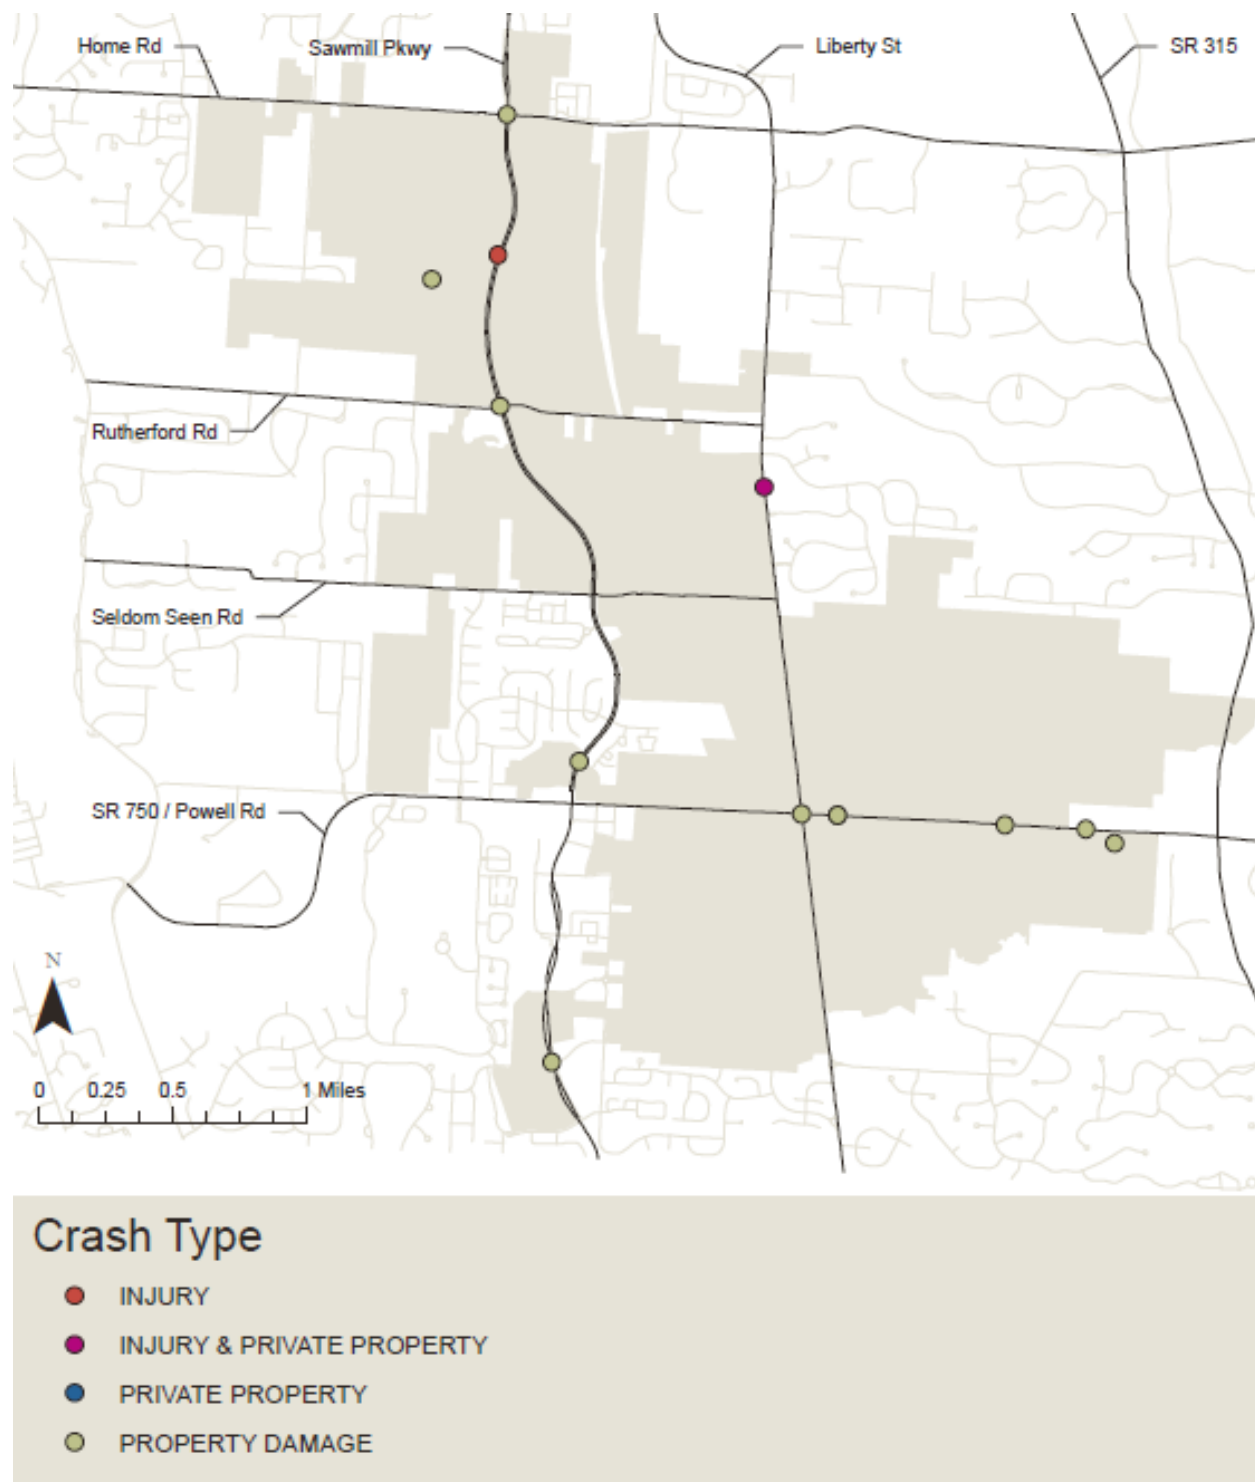 Home Rd
Sawmill Pkwy
Liberty St
SR 315
Rutherford Rd
Seldom Seen Rd
SR 750 / Powell Rd
N
0 0.25 0.5 1 Miles
Crash Type
INJURY
INJURY & PRIVATE PROPERTY
PRIVATE PROPERTY
PROPERTY DAMAGE